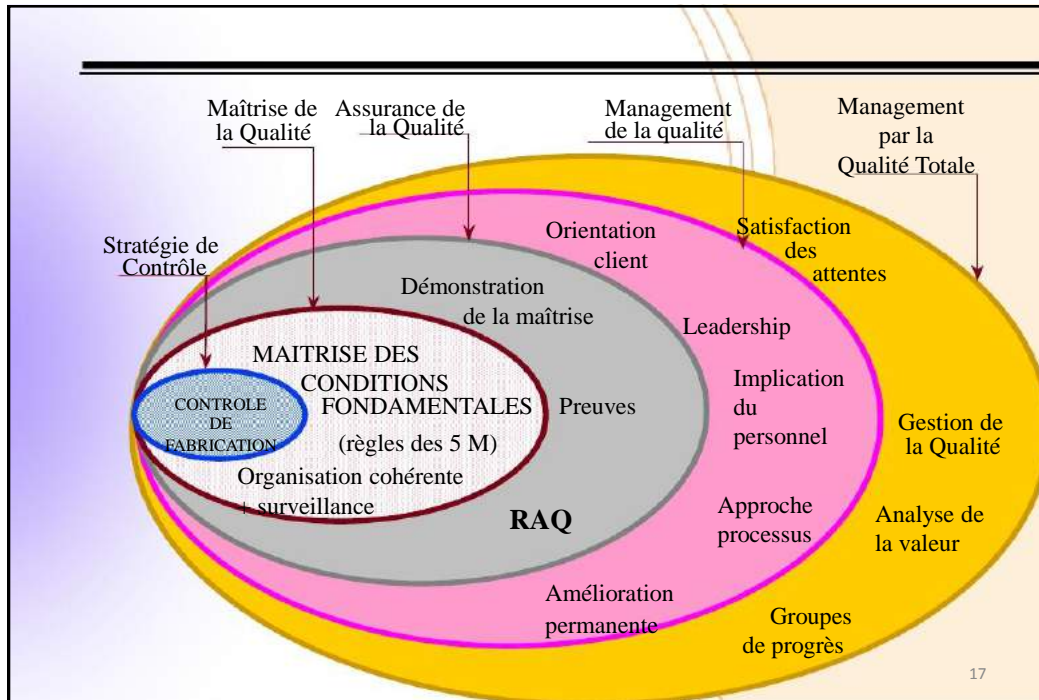 Maîtrise de
la Qualité
Assurance de
la Qualité
Management
de la qualité
Management
par la
Qualité Totale
Stratégie de
Contrôle
Orientation
client
Satisfaction
des
attentes
Démonstration
de la maîtrise
Leadership
MAITRISE DES
CONDITIONS
FONDAMENTALES
(règles des 5 M)
CONTROLE
DE
FABRICATION
Preuves
Implication
du
personnel
Gestion de
la Qualité
Organisation cohérente
+ surveillance
RAQ
Approche
processus
Analyse de
la valeur
Amélioration
permanente
Groupes
de progrès
17